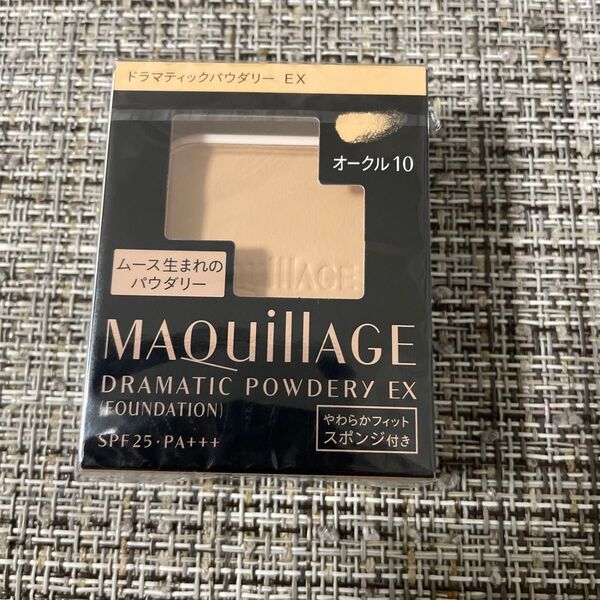 ドラマティックパウダリー EX
オークル10
ムース生まれの
パウダリー
MAQuillAGE
DRAMATIC POWDERY EX
(FOUNDATION)
SPF25・PA+++
やわらかフィット
スポンジ付き